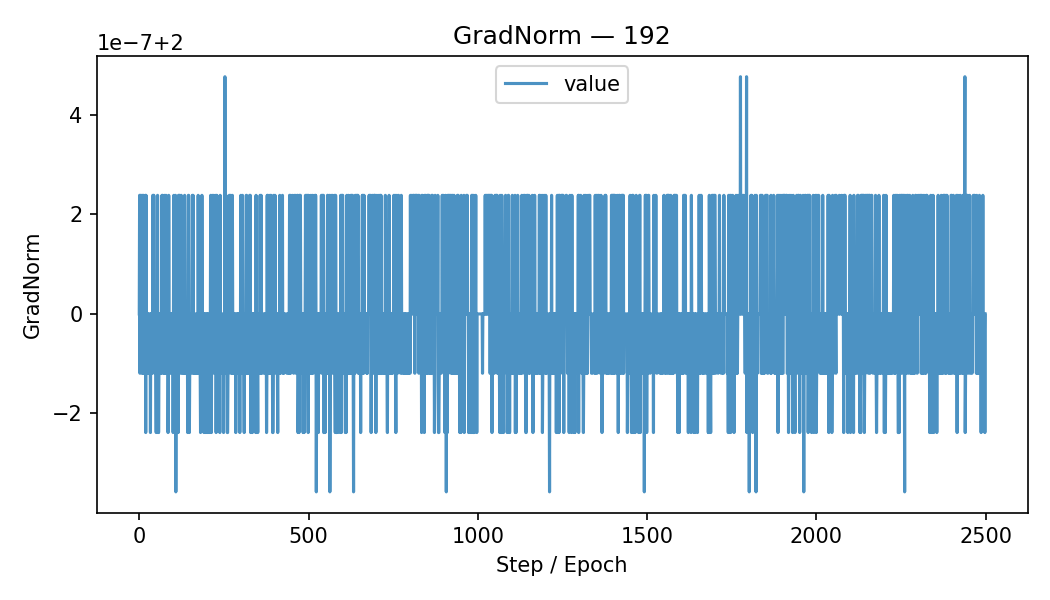 GradNorm — 192
1e−7+2
value
4
2
0
−2
GradNorm
0
500
1000
1500
2000
2500
Step / Epoch